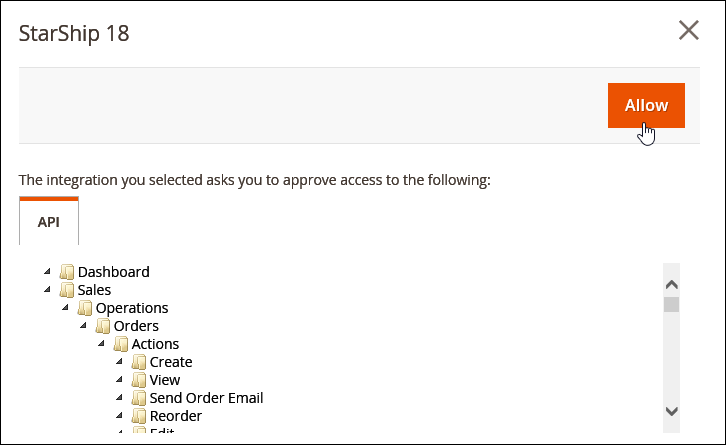 StarShip 18
Allow
The integration you selected asks you to approve access to the following:
API
Dashboard
Sales
Operations
Orders
Actions
Create
View
Send Order Email
Reorder
Edit